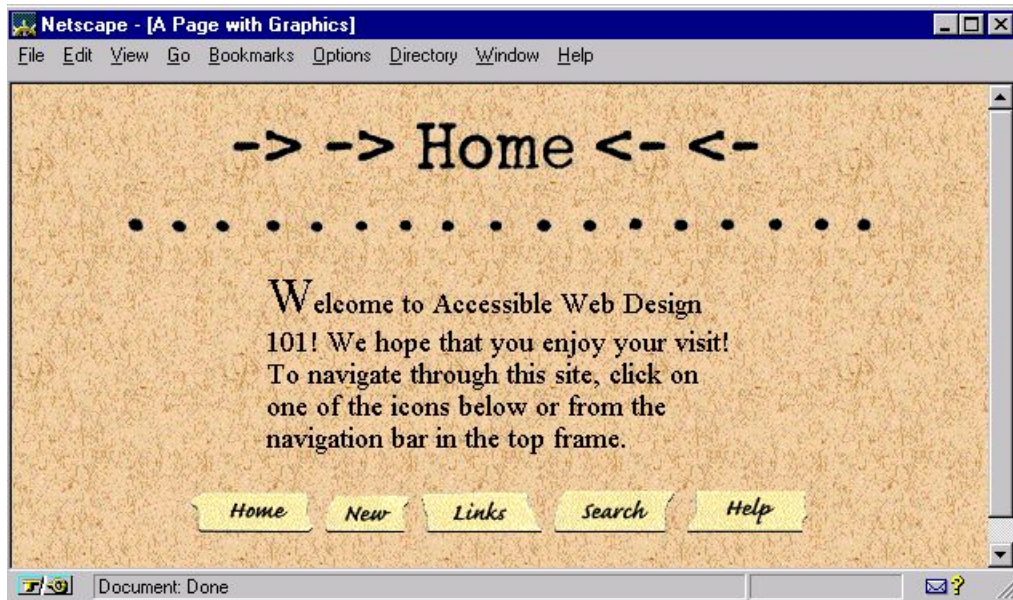 Netscape - [A Page with Graphics]
File Edit View Go Bookmarks Options Directory Window Help
-> -> Home <- <-
Welcome to Accessible Web Design
101! We hope that you enjoy your visit!
To navigate through this site, click on
one of the icons below or from the
navigation bar in the top frame.
Home New Links Search Help
Document: Done